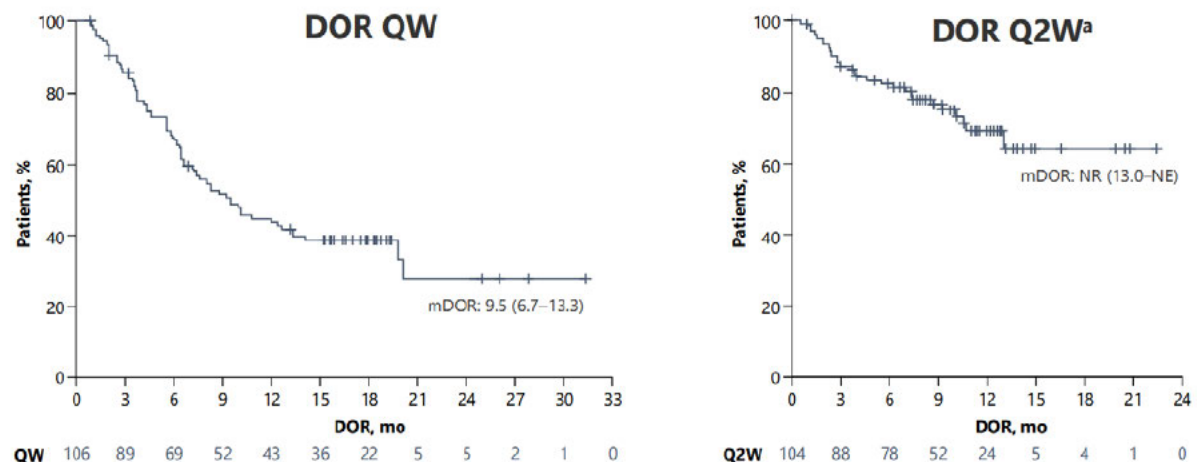 DOR QW
100
80
60
40
20
0
Patients, %
mDOR: 9.5 (6.7–13.3)
0 3 6 9 12 15 18 21 24 27 30 33
DOR, mo
QW 106 89 69 52 43 36 22 5 5 2 1 0
DOR Q2Wᵃ
100
80
60
40
20
0
Patients, %
mDOR: NR (13.0–NE)
0 3 6 9 12 15 18 21 24
DOR, mo
Q2W 104 88 78 52 24 5 4 1 0